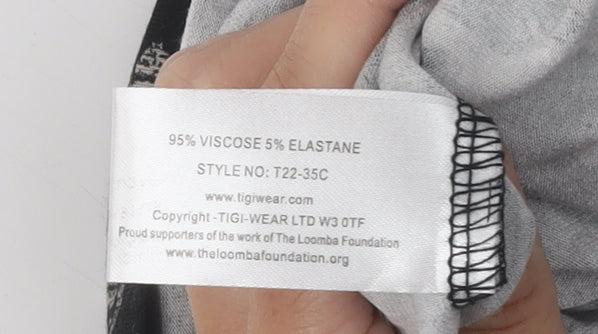 95% VISCOSE 5% ELASTANE
STYLE NO: T22-35C
www.tigiwear.com
Copyright -TIGI-WEAR LTD W3 0TF
Proud supporters of the work of The Loomba Foundation
www.theloombafoundation.org